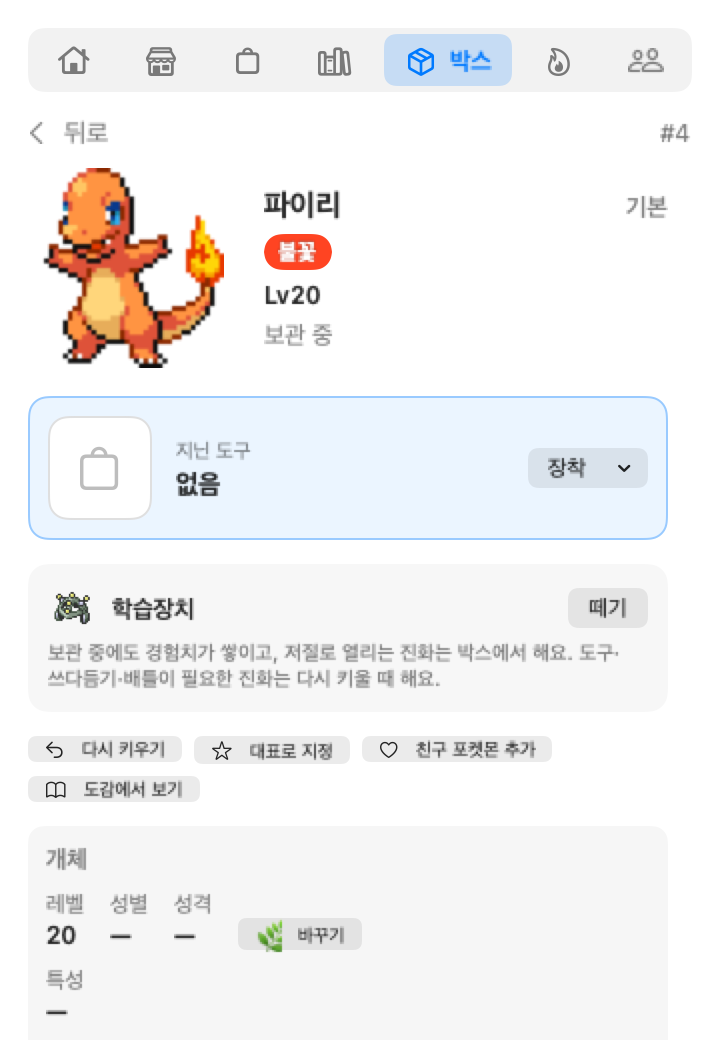 박스
뒤로
#4
파이리
기본
불꽃
Lv20
보관 중
지닌 도구
없음
장착
학습장치
떼기
보관 중에도 경험치가 쌓이고, 저절로 열리는 진화는 박스에서 해요. 도구·
쓰다듬기·배틀이 필요한 진화는 다시 키울 때 해요.
다시 키우기
대표로 지정
친구 포켓몬 추가
도감에서 보기
개체
레벨 성별 성격
20 — —
바꾸기
특성
—